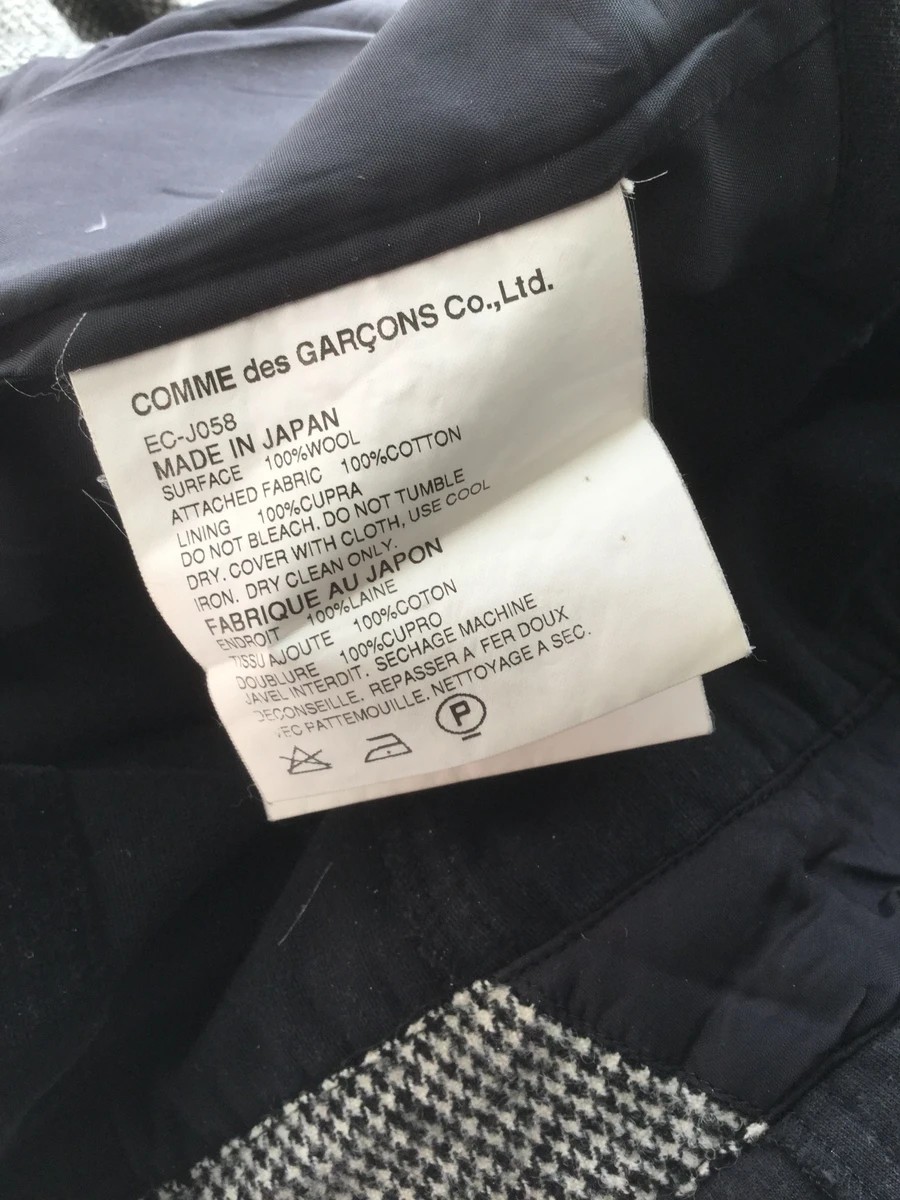 COMME des GARÇONS Co.,Ltd.
EC-J058
MADE IN JAPAN
SURFACE 100%WOOL
ATTACHED FABRIC 100%COTTON
LINING 100%CUPRA
DO NOT BLEACH. DO NOT TUMBLE
DRY. COVER WITH CLOTH, USE COOL
IRON. DRY CLEAN ONLY.
FABRIQUE AU JAPON
ENDROIT 100%LAINE
TISSU AJOUTE 100%COTON
DOUBLURE 100%CUPRO
JAVEL INTERDIT. SECHAGE MACHINE
DECONSEILLE. REPASSER A FER DOUX
PATTEMOUILLE. NETTOYAGE A SEC.
P